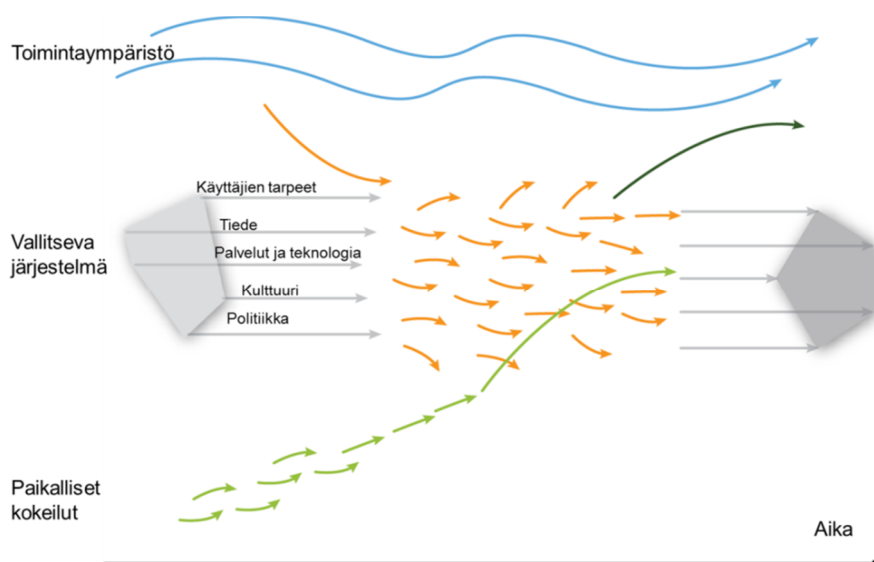 Toimintaympäristö
Käyttäjien tarpeet
Tiede
Vallitseva
järjestelmä
Palvelut ja teknologia
Kulttuuri
Politiikka
Paikalliset
kokeilut
Aika